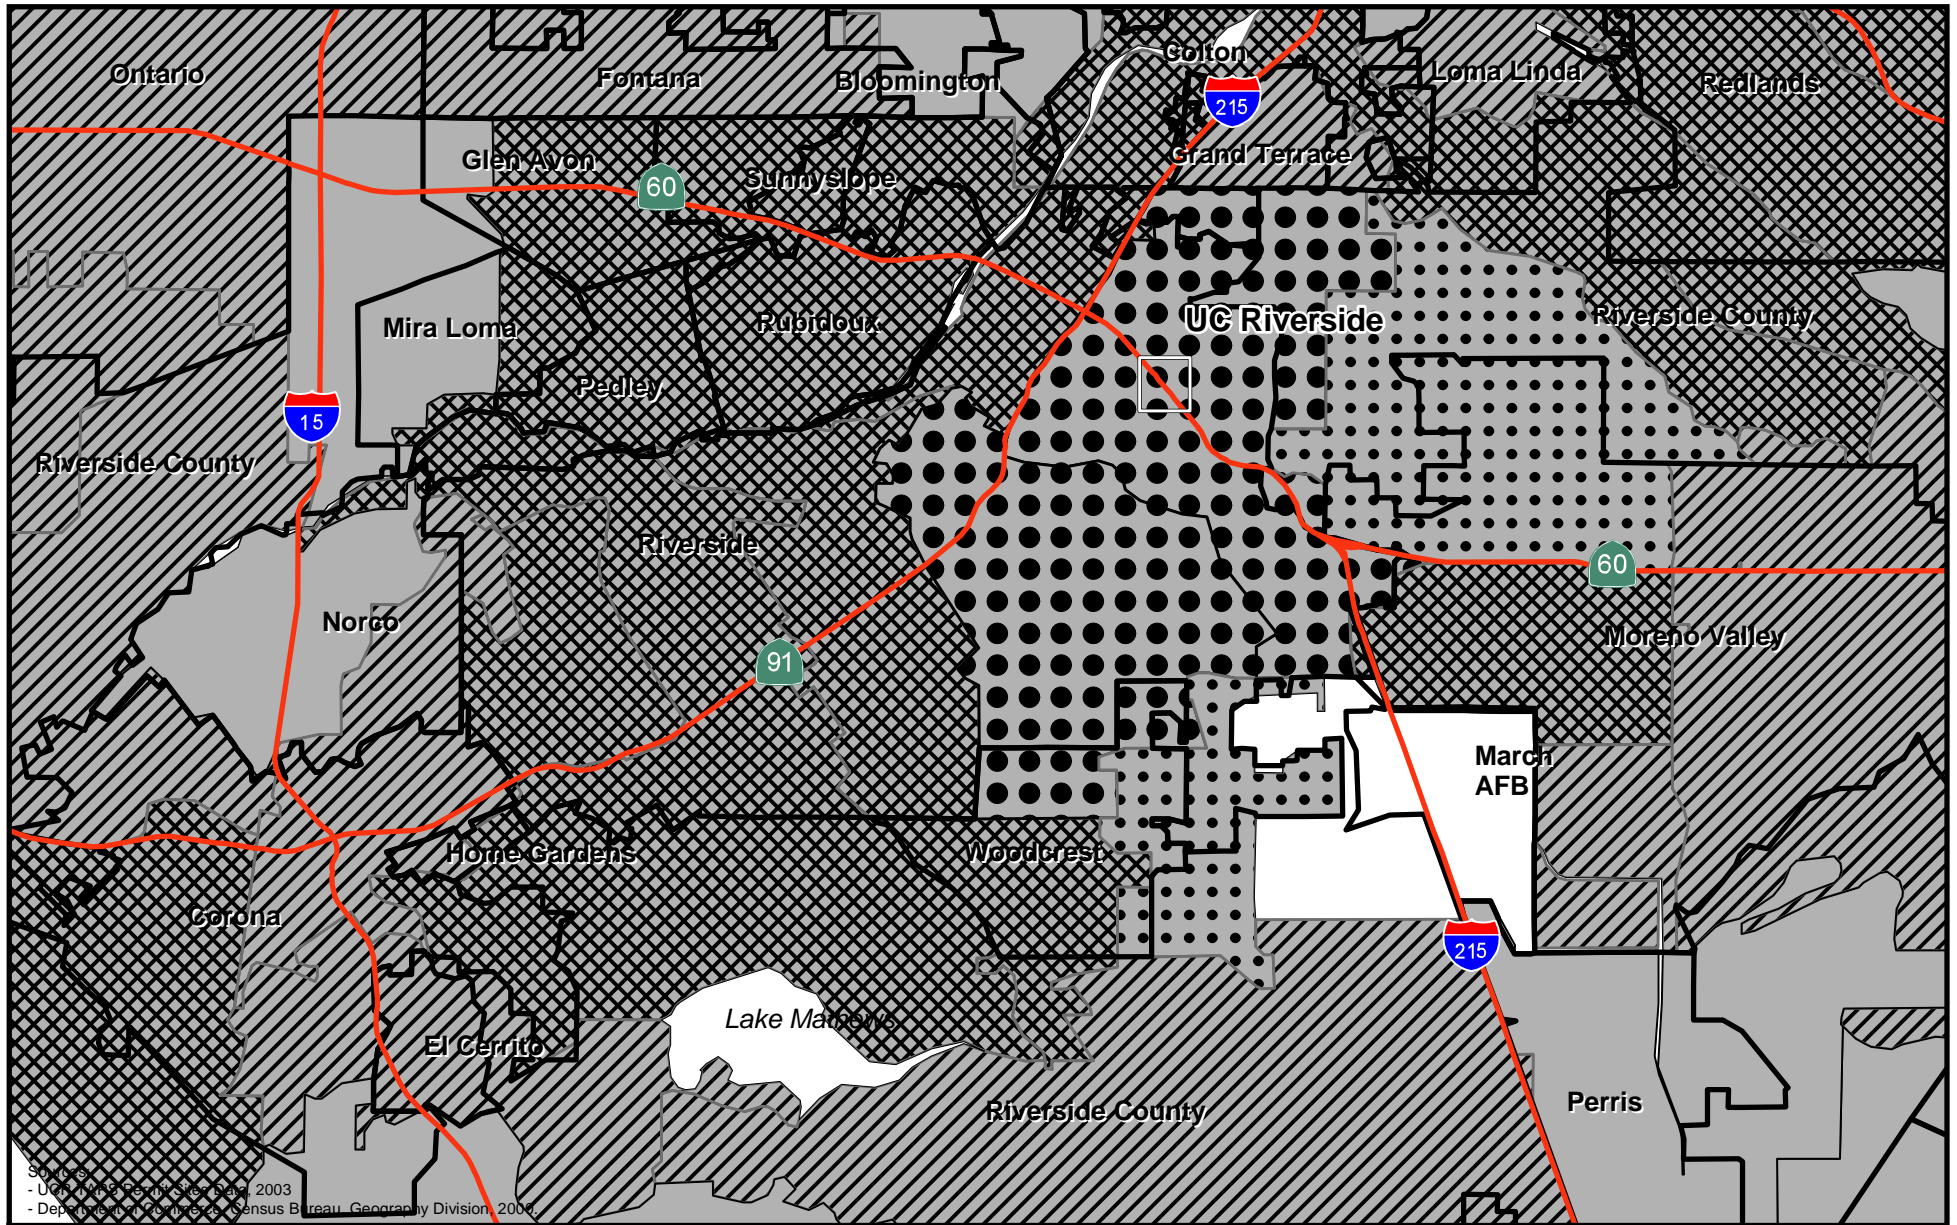 Colton
Ontario
Fontana
Bloomington
Loma Linda
Redlands
215
Glen Avon
60
Sunnyslope
Grand Terrace
Mira Loma
Rubidoux
UC Riverside
Riverside County
Pedley
15
Riverside County
Riverside
60
Norco
91
Moreno Valley
March
AFB
Home Gardens
Woodcrest
Corona
215
Lake Mathews
El Cerrito
Perris
Riverside County
Sources:
- UCR TAPS Permit Sites Data, 2003
- Department of Commerce, Census Bureau, Geography Division, 2000.